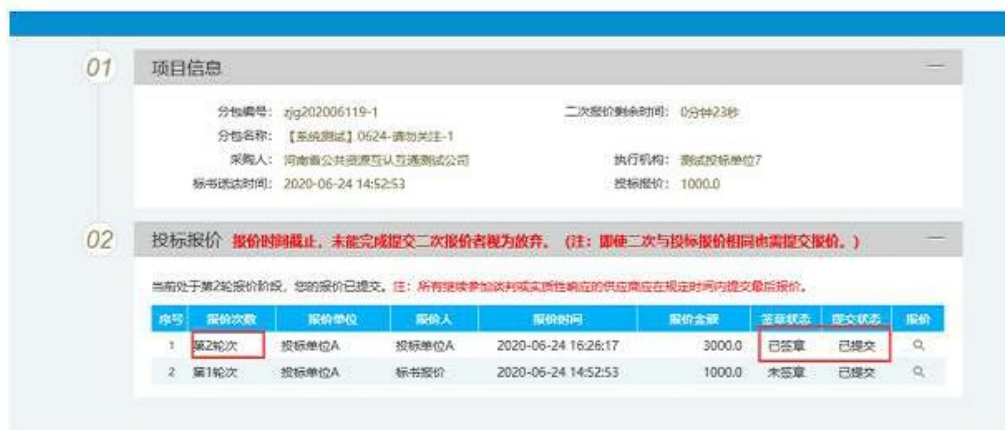 01
项目信息
分包编号: zjg202006119-1 二次报价剩余时间: 0分钟23秒
分包名称: 【系统测试】0624-请勿关注-1
采购人: 河南省公共资源互认互通测试公司 执行机构: 测试投标单位7
标书送达时间: 2020-06-24 14:52:53 投标报价: 1000.0
02
投标报价 报价时间截止，未能完成提交二次报价者视为放弃。（注：即使二次与投标报价相同也需提交报价。）
当前处于第2轮报价阶段，您的报价已提交。注：所有继续参加谈判或实质性响应的供应商应在规定时间内提交最后报价。
序号 报价次数 报价单位 报价人 报价时间 报价金额 签章状态 提交状态 报价
1 第2轮次 投标单位A 投标单位A 2020-06-24 16:26:17 3000.0 已签章 已提交
2 第1轮次 投标单位A 标书报价 2020-06-24 14:52:53 1000.0 未签章 已提交